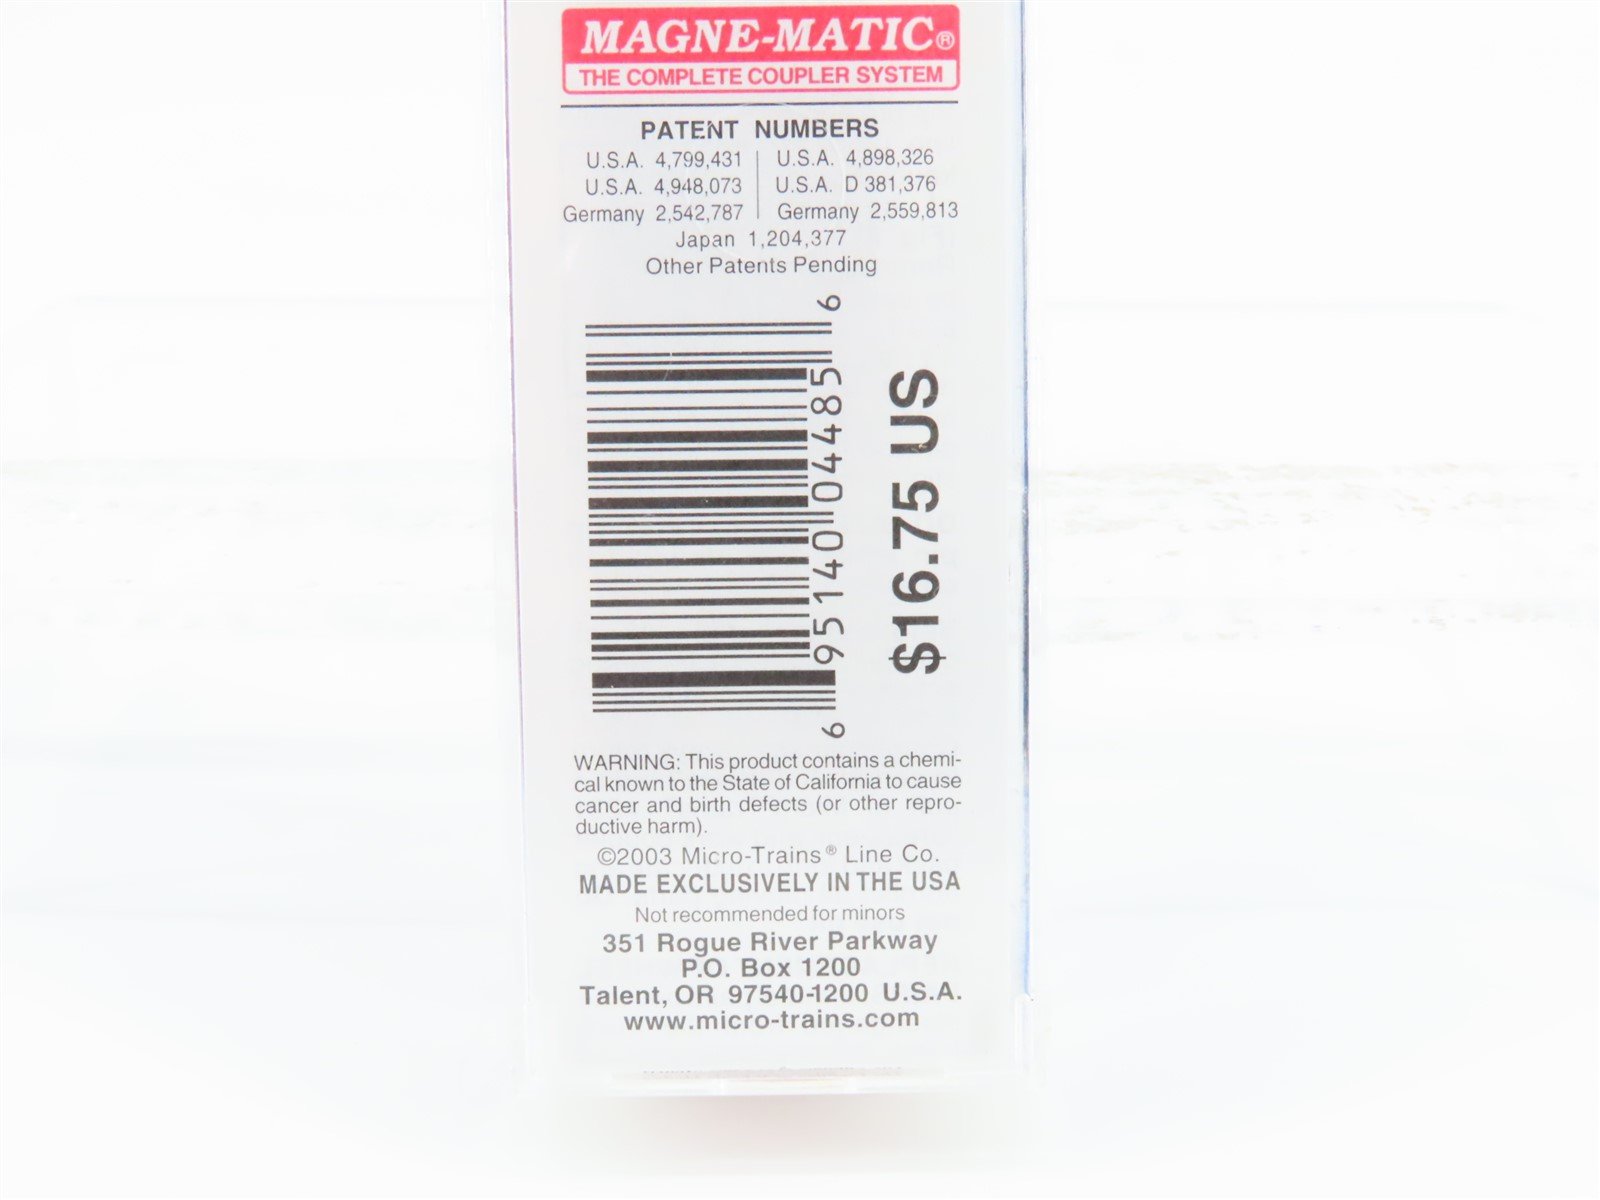 MAGNE-MATIC®
THE COMPLETE COUPLER SYSTEM
PATENT NUMBERS
U.S.A. 4,799,431 | U.S.A. 4,898,326
U.S.A. 4,948,073 | U.S.A. D 381,376
Germany 2,542,787 | Germany 2,559,813
Japan 1,204,377
Other Patents Pending
6 95140 04485 6
$16.75 US
WARNING: This product contains a chemi-
cal known to the State of California to cause
cancer and birth defects (or other repro-
ductive harm).
©2003 Micro-Trains® Line Co.
MADE EXCLUSIVELY IN THE USA
Not recommended for minors
351 Rogue River Parkway
P.O. Box 1200
Talent, OR 97540-1200 U.S.A.
www.micro-trains.com